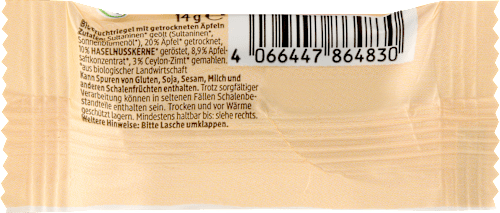 14 g ℮
Fruchtriegel mit getrockneten Äpfeln
Zutaten: Sultaninen* geölt (Sultaninen*,
Sonnenblumenöl*), 20% Äpfel* getrocknet,
10% HASELNUSSKERNE* geröstet, 8,9% Apfel-
saftkonzentrat*, 3% Ceylon-Zimt* gemahlen.
*aus biologischer Landwirtschaft
Kann Spuren von Gluten, Soja, Sesam, Milch und
anderen Schalenfrüchten enthalten. Trotz sorgfältiger
Verarbeitung können in seltenen Fällen Schalenbe-
standteile enthalten sein. Trocken und vor Wärme
geschützt lagern. Mindestens haltbar bis: siehe rechts.
Weitere Hinweise: Bitte Lasche umklappen.
4 066447 864830